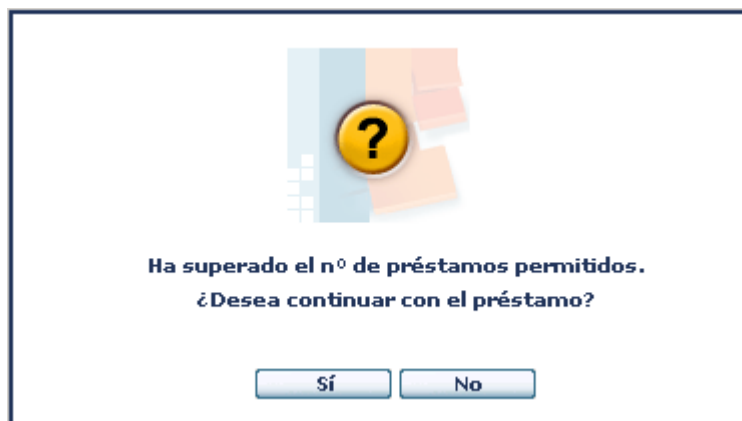 ?
Ha superado el nº de préstamos permitidos.
¿Desea continuar con el préstamo?
Sí No